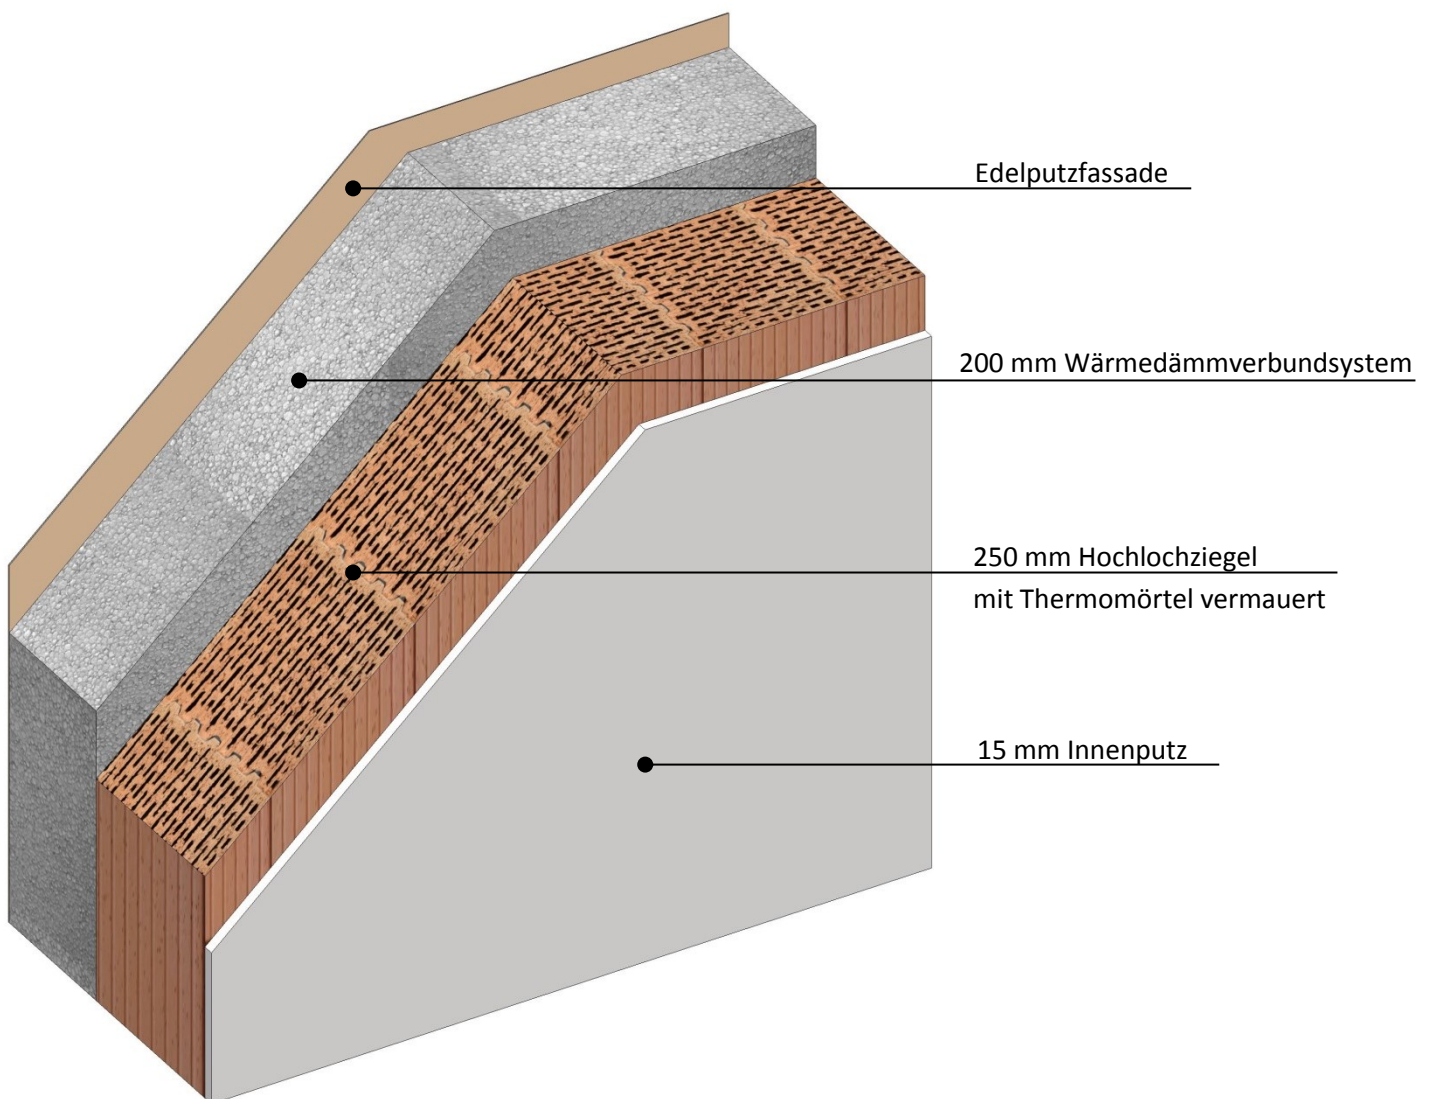 Edelputzfassade
200 mm Wärmedämmverbundsystem
250 mm Hochlochziegel
mit Thermomörtel vermauert
15 mm Innenputz